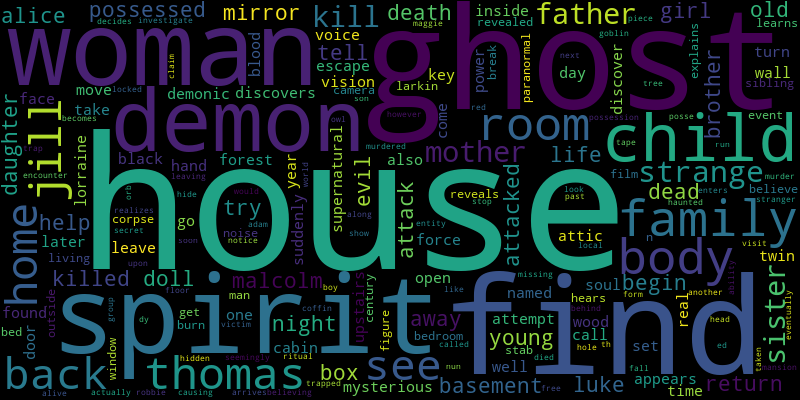 alice decides investigate possessed mirror kill death inside father girl old
piece maggie revealed goblin explains learns
woman claim blood voice tell ghost power break paranormal day discover wall turn
escape vision key next tree brother sibling
face move demonic discovers camera larkin son however red possession posse event
locked becomes owl murdered come tape run murder
daughter jill take demon room child
trap lorraine black hand forest year supernatural evil also mother life film strange
encounter orb hide would world reveals look past dead believe
house attack attacked haunted enters stranger
home help realizes corpse secret go try suddenly along stop attic family
later leave noise adam notice show entity force local n visit
living upon soon body twin
killed doll malcolm upstairs open named missing soul begin real ability
spirit find
found outside floor man boy century like hears form another sister
door group get one night figure away attempt behind wood
bed window burn coffin cabin bedroom young call set head
dy victim called stab died hole th ed taken eventually
back hidden thomas ritual box see well luke fall appears mansion
alive actually robbie seemingly trapped mysterious nun basement free return
causing arrives believing time